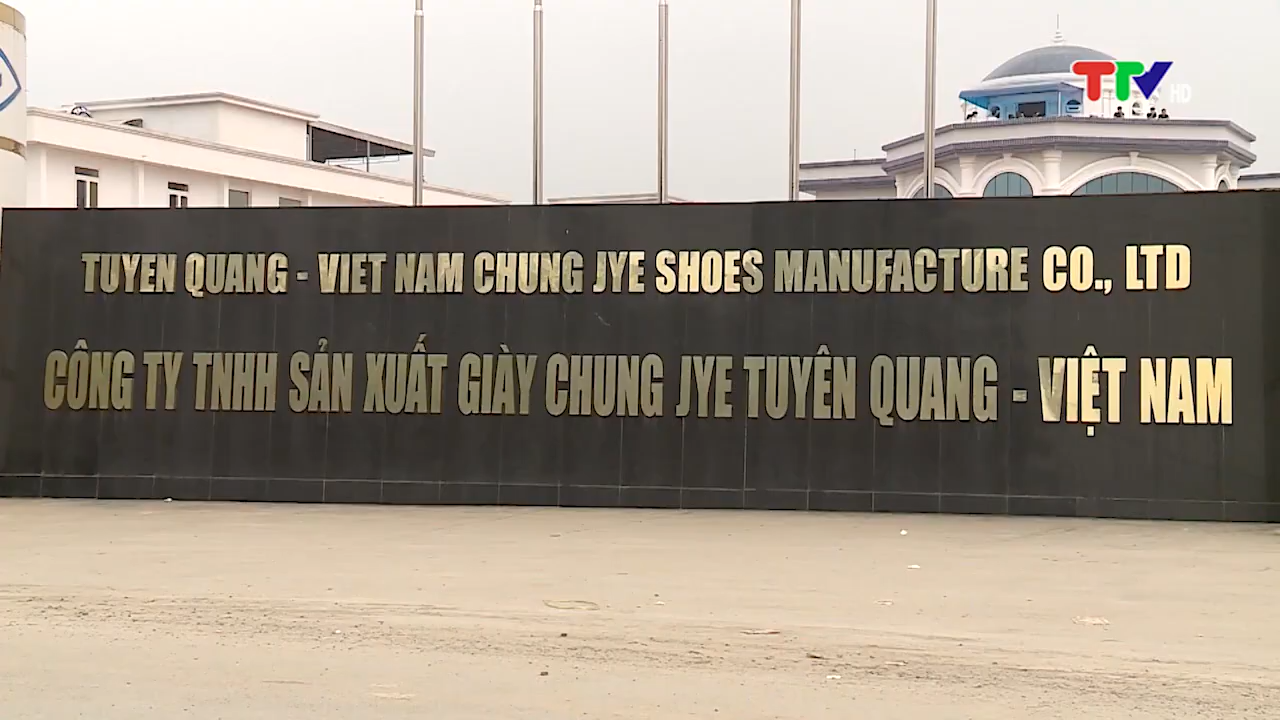 TTV HD
TUYEN QUANG - VIET NAM CHUNG JYE SHOES MANUFACTURE CO., LTD
CÔNG TY TNHH SẢN XUẤT GIÀY CHUNG JYE TUYÊN QUANG - VIỆT NAM